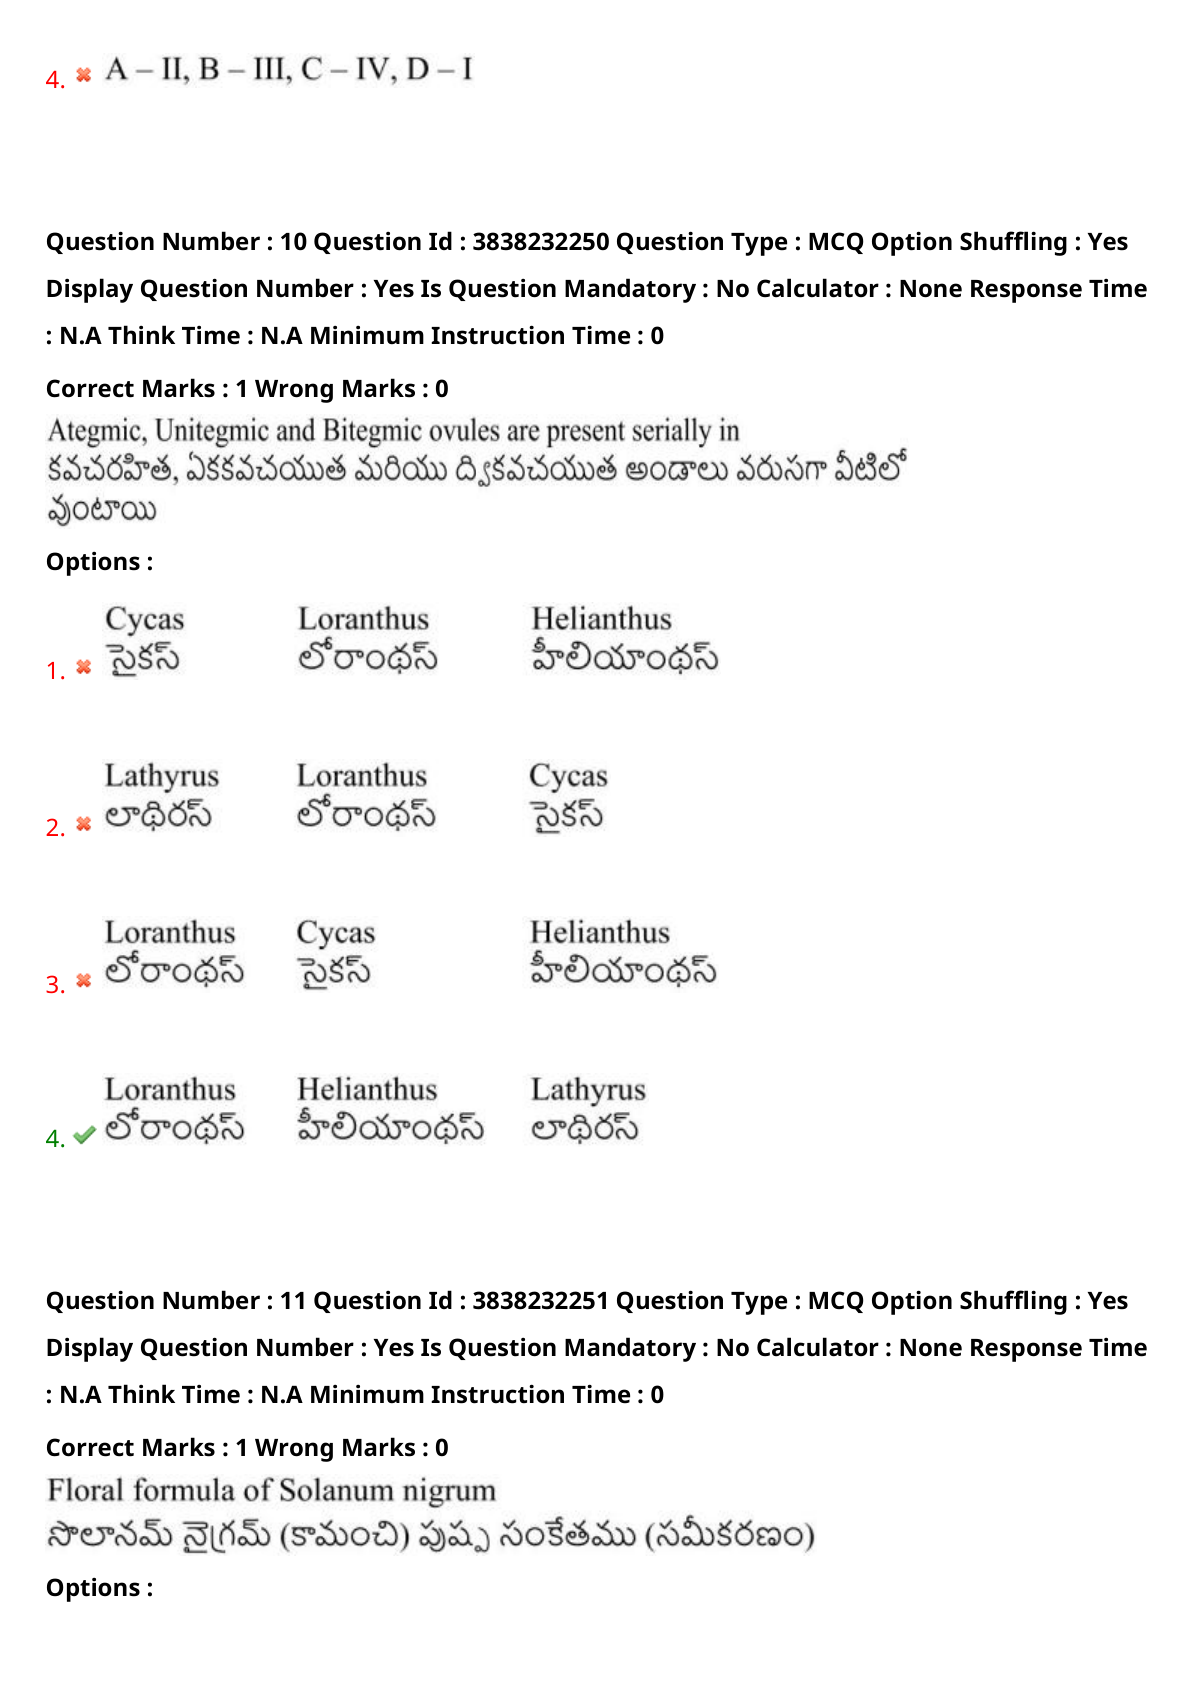 4. A – II, B – III, C – IV, D – I
Question Number : 10 Question Id : 3838232250 Question Type : MCQ Option Shuffling : Yes
Display Question Number : Yes Is Question Mandatory : No Calculator : None Response Time
: N.A Think Time : N.A Minimum Instruction Time : 0
Correct Marks : 1 Wrong Marks : 0
Ategmic, Unitegmic and Bitegmic ovules are present serially in
కవచరహిత, ఏకకవచయుత మరియు ద్వికవచయుత అండాలు వరుసగా వీటిలో
వుంటాయి
Options :
Cycas Loranthus Helianthus
1. సైకస్ లోరాంథస్ హీలియాంథస్
Lathyrus Loranthus Cycas
2. లాథిరస్ లోరాంథస్ సైకస్
Loranthus Cycas Helianthus
3. లోరాంథస్ సైకస్ హీలియాంథస్
Loranthus Helianthus Lathyrus
4. లోరాంథస్ హీలియాంథస్ లాథిరస్
Question Number : 11 Question Id : 3838232251 Question Type : MCQ Option Shuffling : Yes
Display Question Number : Yes Is Question Mandatory : No Calculator : None Response Time
: N.A Think Time : N.A Minimum Instruction Time : 0
Correct Marks : 1 Wrong Marks : 0
Floral formula of Solanum nigrum
సొలానమ్ నైగ్రమ్ (కామంచి) పుష్ప సంకేతము (సమీకరణం)
Options :